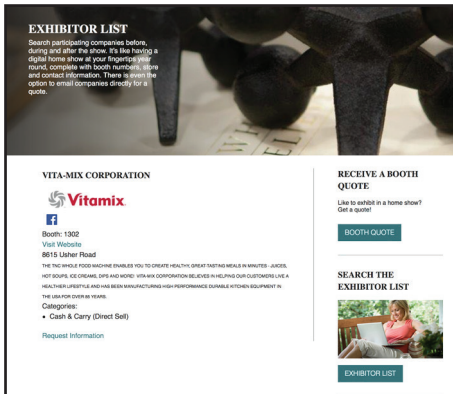 EXHIBITOR LIST
Search participating companies before,
during and after the show. It's like having a
digital home show at your fingertips year
round, complete with booth numbers, store
and contact information. There is even the
option to email companies directly for a
quote.
VITA-MIX CORPORATION
Vitamix
Booth: 1302
Visit Website
8615 Usher Road
THE TNC WHOLE FOOD MACHINE ENABLES YOU TO CREATE HEALTHY, GREAT-TASTING MEALS IN MINUTES - JUICES,
HOT SOUPS, ICE CREAMS, DIPS AND MORE! VITA-MIX CORPORATION BELIEVES IN HELPING OUR CUSTOMERS LIVE A
HEALTHIER LIFESTYLE AND HAS BEEN MANUFACTURING HIGH PERFORMANCE DURABLE KITCHEN EQUIPMENT IN
THE USA FOR OVER 85 YEARS.
Categories:
• Cash & Carry (Direct Sell)
Request Information
RECEIVE A BOOTH
QUOTE
Like to exhibit in a home show?
Get a quote!
BOOTH QUOTE
SEARCH THE
EXHIBITOR LIST
EXHIBITOR LIST